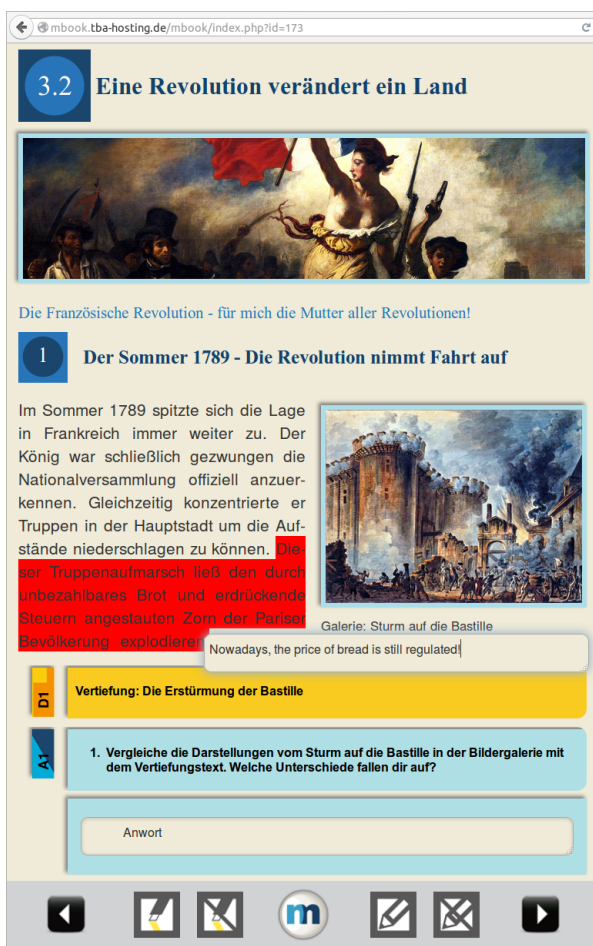 mbook.tba-hosting.de/mbook/index.php?id=173
3.2 Eine Revolution verändert ein Land
Die Französische Revolution - für mich die Mutter aller Revolutionen!
1 Der Sommer 1789 - Die Revolution nimmt Fahrt auf
Im Sommer 1789 spitzte sich die Lage
in Frankreich immer weiter zu. Der
König war schließlich gezwungen die
Nationalversammlung offiziell anzuer-
kennen. Gleichzeitig konzentrierte er
Truppen in der Hauptstadt um die Auf-
stände niederschlagen zu können. Die-
ser Truppenaufmarsch ließ den durch
unbezahlbares Brot und erdrückende
Steuern angestauten Zorn der Pariser
Bevölkerung explodieren
Galerie: Sturm auf die Bastille
Nowadays, the price of bread is still regulated!
D1
Vertiefung: Die Erstürmung der Bastille
A1
1. Vergleiche die Darstellungen vom Sturm auf die Bastille in der Bildergalerie mit
dem Vertiefungstext. Welche Unterschiede fallen dir auf?
Anwort
m